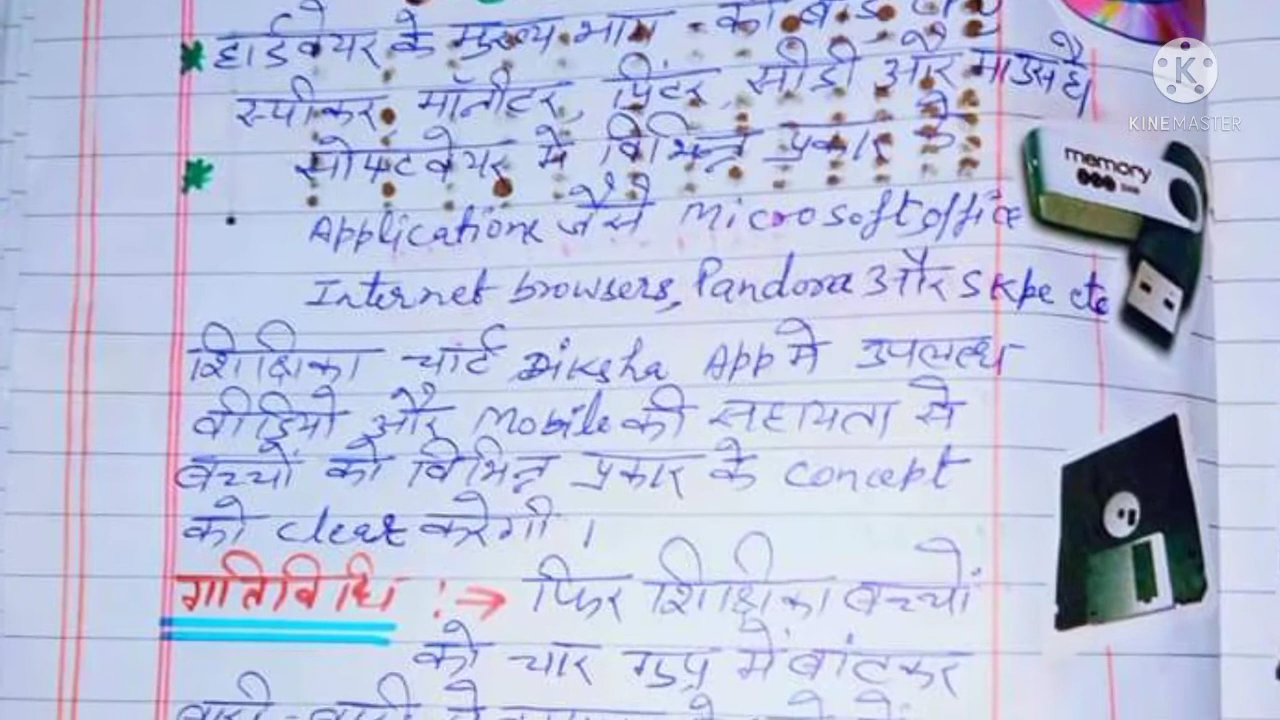 हार्डवेयर के मुख्य भाग - की बोर्ड
स्पीकर, मॉनीटर, प्रिंटर, सीडी और माउस है
सोफ्टवेयर में विभिन्न प्रकार के
Applications जैसे Microsoft office
Internet browsers, Pandora और Skpe etc
शिक्षिका चार्ट Diksha App मे उपलब्ध
वीडियो और Mobile की सहायता से
बच्चों को विभिन्न प्रकार के concept
को clear करेगी ।
गतिविधि :→ फिर शिक्षिका बच्चों
को चार गुप्र में बांटकर
बारी-बारी से
memory
KINEMASTER